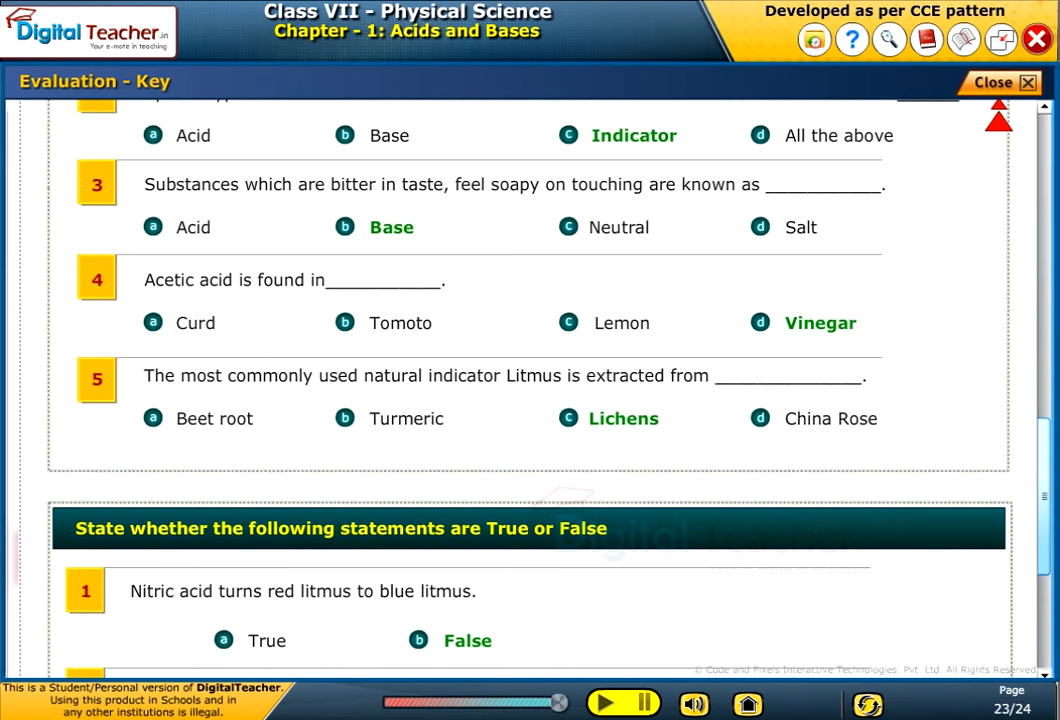 Digital Teacher.in
Your e-mate in teaching
Class VII - Physical Science
Chapter - 1: Acids and Bases
Developed as per CCE pattern
Evaluation - Key
Close
a Acid b Base c Indicator d All the above
3 Substances which are bitter in taste, feel soapy on touching are known as ___________.
a Acid b Base c Neutral d Salt
4 Acetic acid is found in___________.
a Curd b Tomoto c Lemon d Vinegar
5 The most commonly used natural indicator Litmus is extracted from ______________.
a Beet root b Turmeric c Lichens d China Rose
State whether the following statements are True or False
1 Nitric acid turns red litmus to blue litmus.
a True b False
© Code and Pixels Interactive Technologies. Pvt. Ltd. All Rights Reserved
This is a Student/Personal version of DigitalTeacher.
Using this product in Schools and in
any other institutions is illegal.
Page
23/24